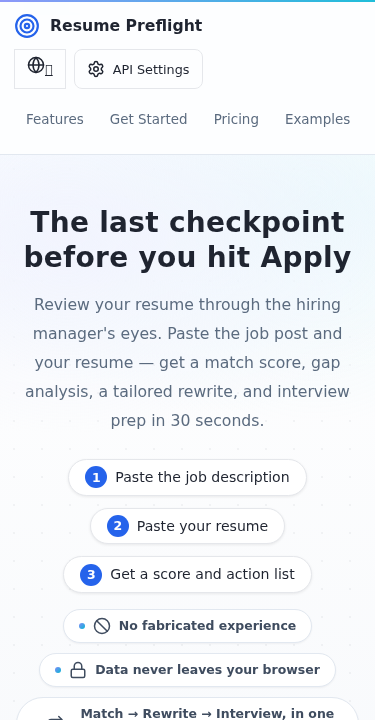 Resume Preflight
API Settings
Features Get Started Pricing Examples
The last checkpoint
before you hit Apply
Review your resume through the hiring
manager's eyes. Paste the job post and
your resume — get a match score, gap
analysis, a tailored rewrite, and interview
prep in 30 seconds.
1 Paste the job description
2 Paste your resume
3 Get a score and action list
No fabricated experience
Data never leaves your browser
Match → Rewrite → Interview, in one